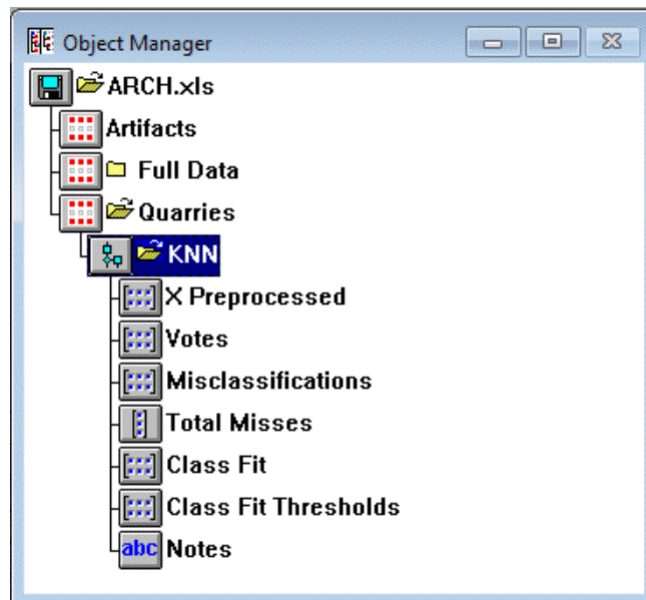 Object Manager
ARCH.xls
Artifacts
Full Data
Quarries
KNN
X Preprocessed
Votes
Misclassifications
Total Misses
Class Fit
Class Fit Thresholds
abc Notes